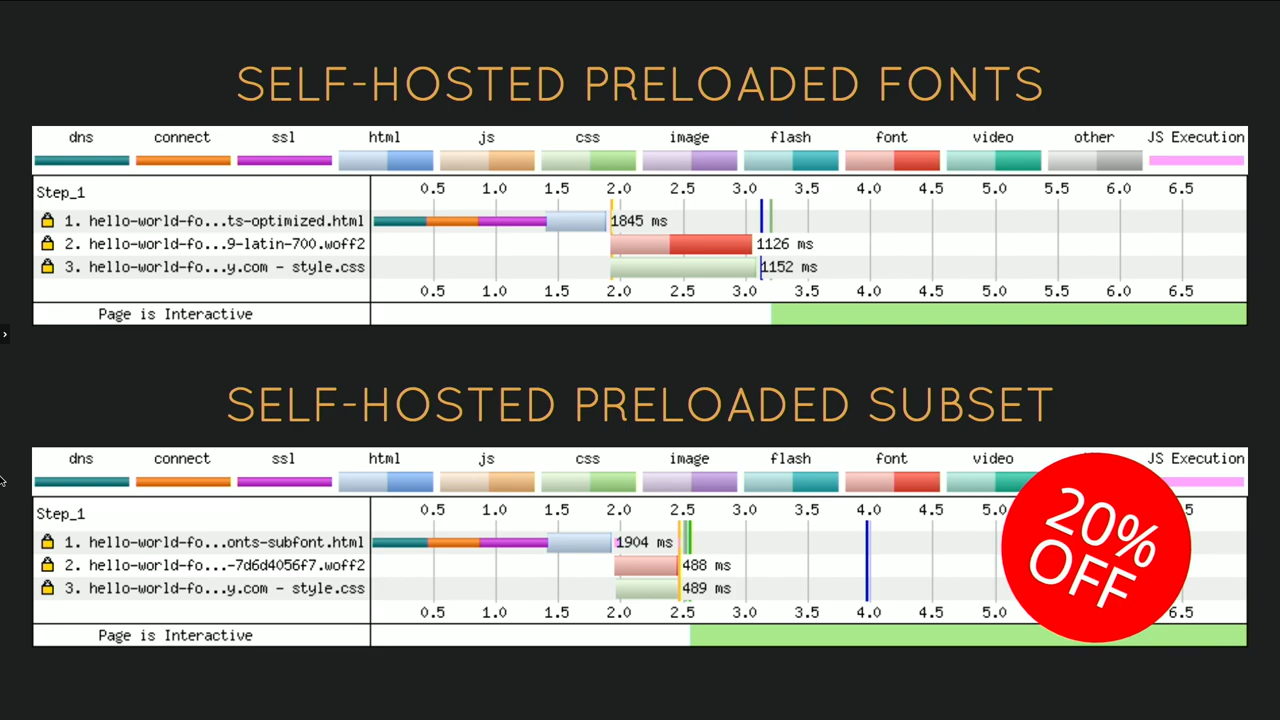 SELF-HOSTED PRELOADED FONTS
dns connect ssl html js css image flash font video other JS Execution
Step_1 0.5 1.0 1.5 2.0 2.5 3.0 3.5 4.0 4.5 5.0 5.5 6.0 6.5
1. hello-world-fo...ts-optimized.html 1845 ms
2. hello-world-fo...9-latin-700.woff2 1126 ms
3. hello-world-fo...y.com - style.css 1152 ms
0.5 1.0 1.5 2.0 2.5 3.0 3.5 4.0 4.5 5.0 5.5 6.0 6.5
Page is Interactive
SELF-HOSTED PRELOADED SUBSET
dns connect ssl html js css image flash font video JS Execution
Step_1 0.5 1.0 1.5 2.0 2.5 3.0 3.5 4.0 4.5 5.0 6.5
1. hello-world-fo...onts-subfont.html 1904 ms
2. hello-world-fo...-7d6d4056f7.woff2 488 ms
3. hello-world-fo...y.com - style.css 489 ms
0.5 1.0 1.5 2.0 2.5 3.0 3.5 4.0 4.5 5.0 6.5
Page is Interactive
20%
OFF